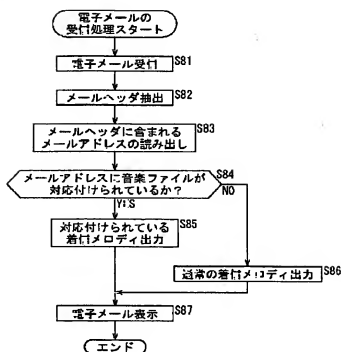 電子メールの
受信処理スタート
電子メール受信 S81
メールヘッダ抽出 S82
メールヘッダに含まれる
メールアドレスの読み出し S83
メールアドレスに音楽ファイルが
対応付けられているか? S84
YES
NO
対応付けられている
着信メロディ出力 S85
通常の着信メロディ出力 S86
電子メール表示 S87
エンド